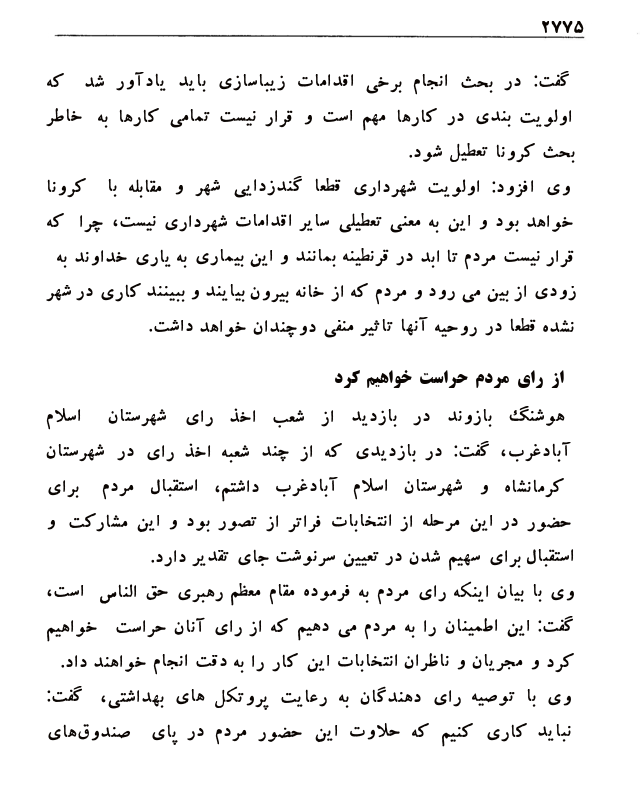 ۲۷۷۵
گفت: در بحث انجام برخی اقدامات زیباسازی باید یادآور شد که
اولویت بندی در کارها مهم است و قرار نیست تمامی کارها به خاطر
بحث کرونا تعطیل شود.
وی افزود: اولویت شهرداری قطعا گندزدایی شهر و مقابله با کرونا
خواهد بود و این به معنی تعطیلی سایر اقدامات شهرداری نیست، چرا که
قرار نیست مردم تا ابد در قرنطینه بمانند و این بیماری به یاری خداوند به
زودی از بین می رود و مردم که از خانه بیرون بیایند و ببینند کاری در شهر
نشده قطعا در روحیه آنها تاثیر منفی دوچندان خواهد داشت.
از رای مردم حراست خواهیم کرد
هوشنگ بازوند در بازدید از شعب اخذ رای شهرستان اسلام
آبادغرب، گفت: در بازدیدی که از چند شعبه اخذ رای در شهرستان
کرمانشاه و شهرستان اسلام آبادغرب داشتم، استقبال مردم برای
حضور در این مرحله از انتخابات فراتر از تصور بود و این مشارکت و
استقبال برای سهیم شدن در تعیین سرنوشت جای تقدیر دارد.
وی با بیان اینکه رای مردم به فرموده مقام معظم رهبری حق الناس است،
گفت: این اطمینان را به مردم می دهیم که از رای آنان حراست خواهیم
کرد و مجریان و ناظران انتخابات این کار را به دقت انجام خواهند داد.
وی با توصیه رای دهندگان به رعایت پروتکل های بهداشتی، گفت:
نباید کاری کنیم که حلاوت این حضور مردم در پای صندوق‌های